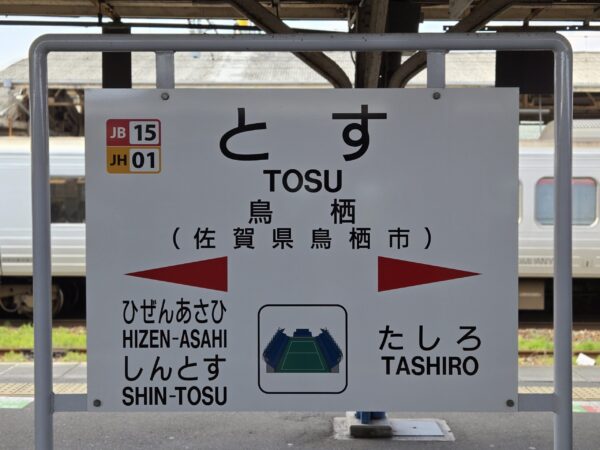 JB 15
JH 01
とす
TOSU
鳥栖
(佐賀県鳥栖市)
ひぜんあさひ
HIZEN-ASAHI
しんとす
SHIN-TOSU
たしろ
TASHIRO